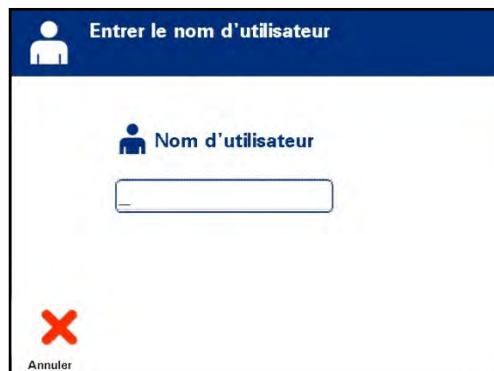 Entrer le nom d'utilisateur
Nom d'utilisateur
_
Annuler